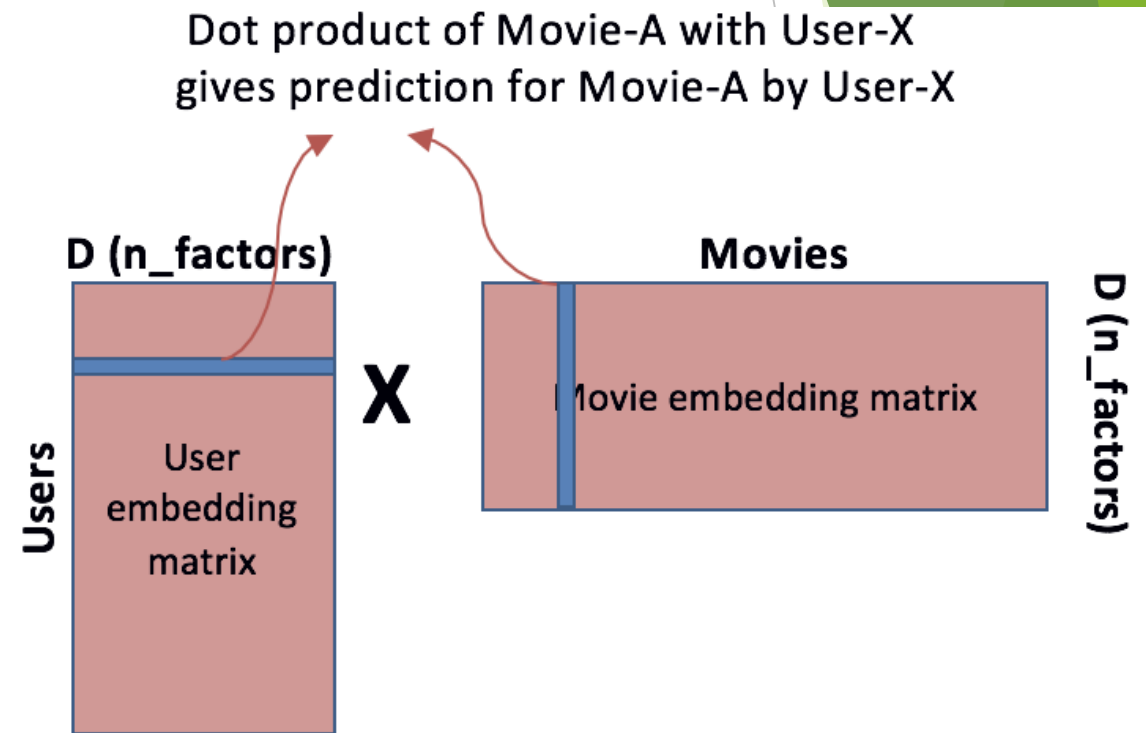 Dot product of Movie-A with User-X
gives prediction for Movie-A by User-X
D (n_factors)
Movies
D (n_factors)
X
Movie embedding matrix
Users
User
embedding
matrix